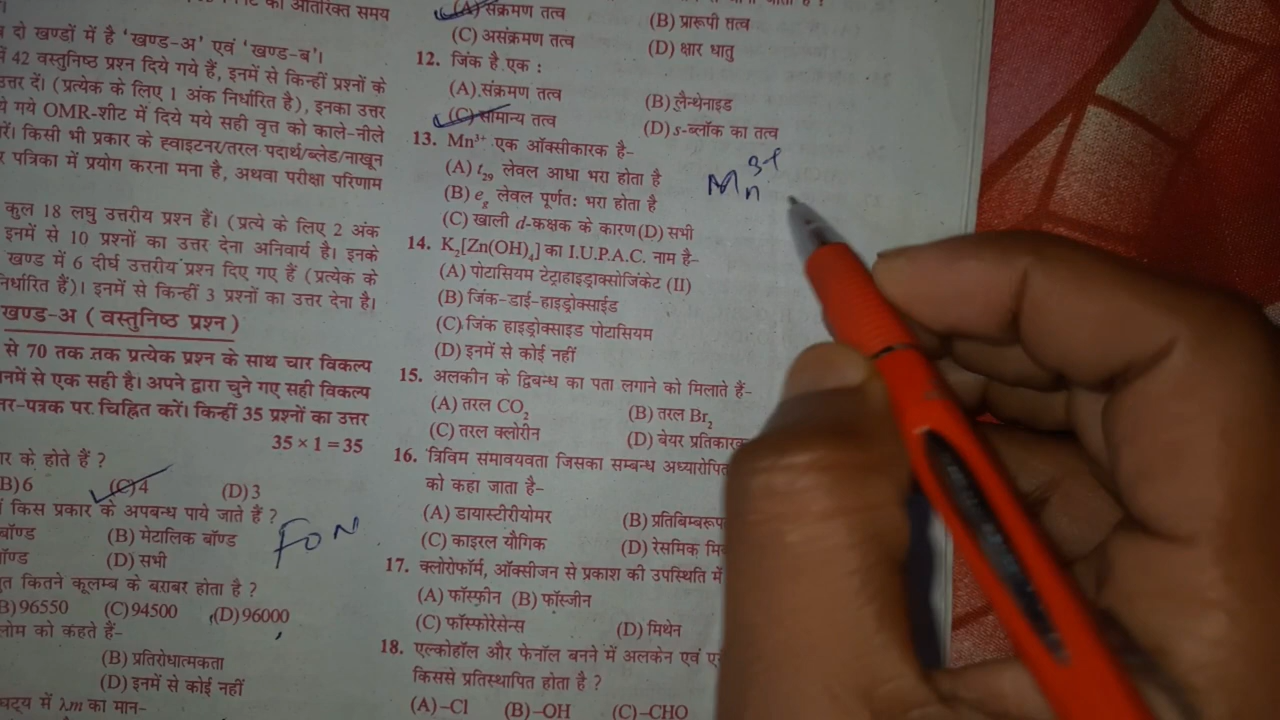 की अतिरिक्त समय
दो खण्डों में है 'खण्ड-अ' एवं 'खण्ड-ब'।
42 वस्तुनिष्ठ प्रश्न दिये गये हैं, इनमें से किन्हीं प्रश्नों के
उत्तर दें। (प्रत्येक के लिए 1 अंक निर्धारित है), इनका उत्तर
गये OMR-शीट में दिये गये सही वृत्त को काले-नीले
किसी भी प्रकार के ह्वाइटनर/तरल पदार्थ/ब्लेड/नाखून
पत्रिका में प्रयोग करना मना है, अथवा परीक्षा परिणाम
कुल 18 लघु उत्तरीय प्रश्न हैं। (प्रत्ये के लिए 2 अंक
इनमें से 10 प्रश्नों का उत्तर देना अनिवार्य है। इनके
खण्ड में 6 दीर्घ उत्तरीय प्रश्न दिए गए हैं (प्रत्येक के
निर्धारित हैं)। इनमें से किन्हीं 3 प्रश्नों का उत्तर देना है।
खण्ड-अ ( वस्तुनिष्ठ प्रश्न )
से 70 तक तक प्रत्येक प्रश्न के साथ चार विकल्प
से एक सही है। अपने द्वारा चुने गए सही विकल्प
पर चिह्नित करें। किन्हीं 35 प्रश्नों का उत्तर
35 × 1 = 35
के होते हैं ?
B) 6 (C) 4 (D) 3
किस प्रकार के अपबन्ध पाये जाते हैं ?
बॉण्ड (B) मेटालिक बॉण्ड
बॉण्ड (D) सभी
FON
कितने कूलम्ब के बराबर होता है ?
B) 96550 (C) 94500 (D) 96000
को कहते हैं–
(B) प्रतिरोधात्मकता
(D) इनमें से कोई नहीं
में λm का मान–
(A) संक्रमण तत्व (B) प्रारूपी तत्व
(C) असंक्रमण तत्व (D) क्षार धातु
12. जिंक है एक :
(A) संक्रमण तत्व (B) लैन्थेनाइड
(C) सामान्य तत्व (D) s-ब्लॉक का तत्व
13. Mn³⁺ एक ऑक्सीकारक है–
(A) t₂₉ लेवल आधा भरा होता है
(B) e_g लेवल पूर्णतः भरा होता है
(C) खाली d-कक्षक के कारण (D) सभी
Mn³⁺
14. K₂[Zn(OH)₄] का I.U.P.A.C. नाम है–
(A) पोटासियम टेट्राहाइड्राक्सोजिंकेट (II)
(B) जिंक-डाई-हाइड्रोक्साईड
(C) जिंक हाइड्रोक्साइड पोटासियम
(D) इनमें से कोई नहीं
15. अलकीन के द्विबन्ध का पता लगाने को मिलाते हैं–
(A) तरल CO₂ (B) तरल Br₂
(C) तरल क्लोरीन (D) बेयर प्रतिकारक
16. त्रिविम समावयवता जिसका सम्बन्ध अध्यारोपित
को कहा जाता है–
(A) डायास्टीरीयोमर (B) प्रतिबिम्बरूप
(C) काइरल यौगिक (D) रेसमिक
17. क्लोरोफॉर्म, ऑक्सीजन से प्रकाश की उपस्थिति में
(A) फॉस्फीन (B) फॉस्जीन
(C) फॉस्फोरेसेन्स (D) मिथेन
18. एल्कोहॉल और फेनॉल बनने में अलकेन एवं
किससे प्रतिस्थापित होता है ?
(A) –Cl (B) –OH (C) –CHO